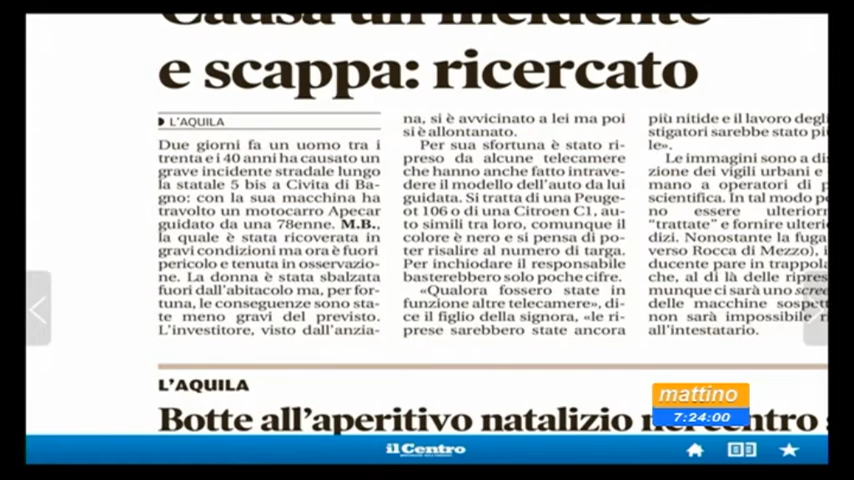 Causa un incidente
e scappa: ricercato
L'AQUILA
Due giorni fa un uomo tra i
trenta e i 40 anni ha causato un
grave incidente stradale lungo
la statale 5 bis a Civita di Ba-
gno: con la sua macchina ha
travolto un motocarro Apecar
guidato da una 78enne. M.B.,
la quale è stata ricoverata in
gravi condizioni ma ora è fuori
pericolo e tenuta in osservazio-
ne. La donna è stata sbalzata
fuori dall'abitacolo ma, per for-
tuna, le conseguenze sono sta-
te meno gravi del previsto.
L'investitore, visto dall'anzia-
na, si è avvicinato a lei ma poi
si è allontanato.
Per sua sfortuna è stato ri-
preso da alcune telecamere
che hanno anche fatto intrave-
dere il modello dell'auto da lui
guidata. Si tratta di una Peuge-
ot 106 o di una Citroen C1, au-
to simili tra loro, comunque il
colore è nero e si pensa di po-
ter risalire al numero di targa.
Per inchiodare il responsabile
basterebbero solo poche cifre.
«Qualora fossero state in
funzione altre telecamere», di-
ce il figlio della signora, «le ri-
prese sarebbero state ancora
più nitide e il lavoro degl
stigatori sarebbe stato più
le».
Le immagini sono a dis
zione dei vigili urbani e
mano a operatori di p
scientifica. In tal modo p
no essere ulterior
"trattate" e fornire ulterio
dizi. Nonostante la fuga
verso Rocca di Mezzo), i
ducente pare in trappola
che, al di là delle ripres
munque ci sarà uno scree
delle macchine sospett
non sarà impossibile r
all'intestatario.
L'AQUILA
Botte all'aperitivo natalizio nel centro s
mattino
7:24:00
il Centro